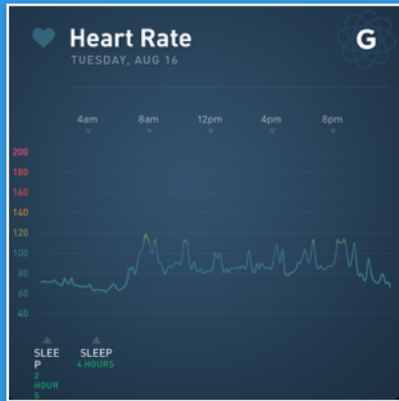 Heart Rate
G
TUESDAY, AUG 16
4am 8am 12pm 4pm 8pm
200
180
160
140
120
100
80
60
40
SLEE
P
2
HOUR
S
SLEEP
4 HOURS